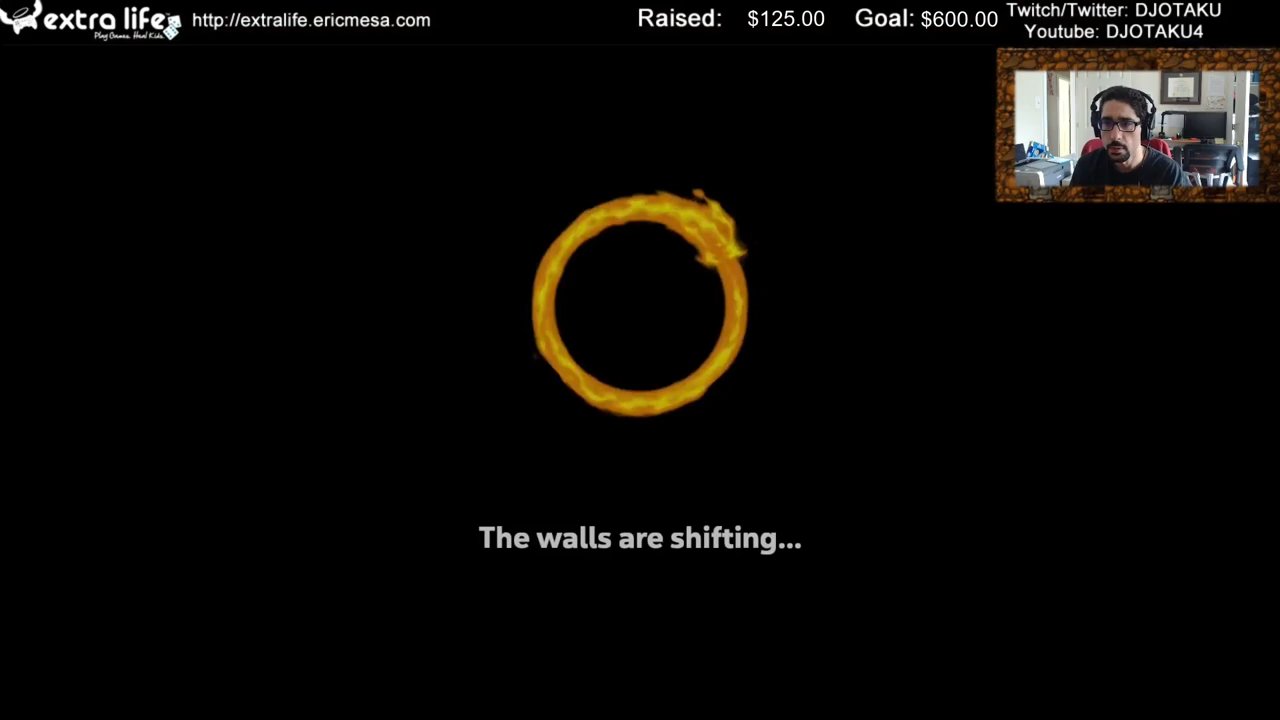 extra life
Play Games. Heal Kids.
http://extralife.ericmesa.com
Raised: $125.00 Goal: $600.00
Twitch/Twitter: DJOTAKU
Youtube: DJOTAKU4
The walls are shifting...